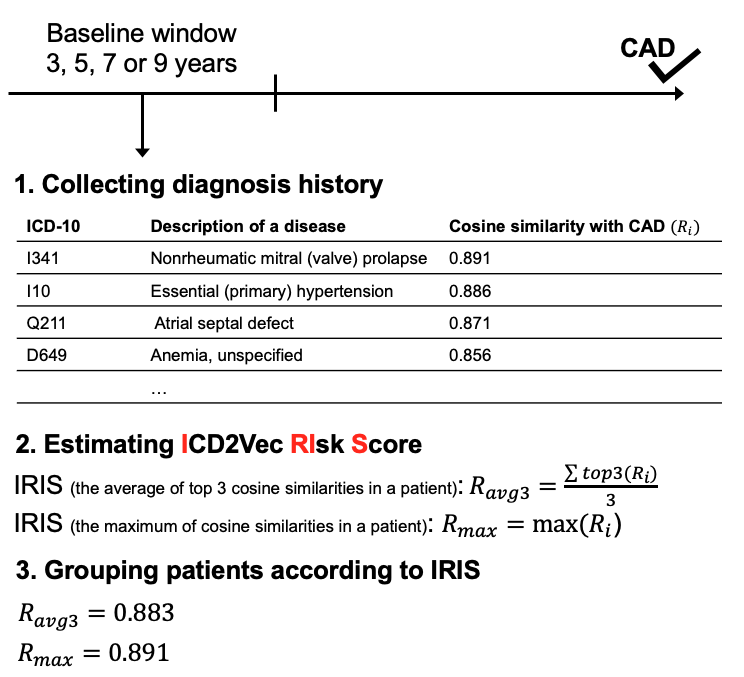 Baseline window
3, 5, 7 or 9 years
CAD
1. Collecting diagnosis history
ICD-10 Description of a disease Cosine similarity with CAD (Rᵢ)
I341 Nonrheumatic mitral (valve) prolapse 0.891
I10 Essential (primary) hypertension 0.886
Q211 Atrial septal defect 0.871
D649 Anemia, unspecified 0.856
...
2. Estimating ICD2Vec RIsk Score
IRIS (the average of top 3 cosine similarities in a patient): R_avg3 = ∑ top3(Rᵢ) / 3
IRIS (the maximum of cosine similarities in a patient): R_max = max(Rᵢ)
3. Grouping patients according to IRIS
R_avg3 = 0.883
R_max = 0.891